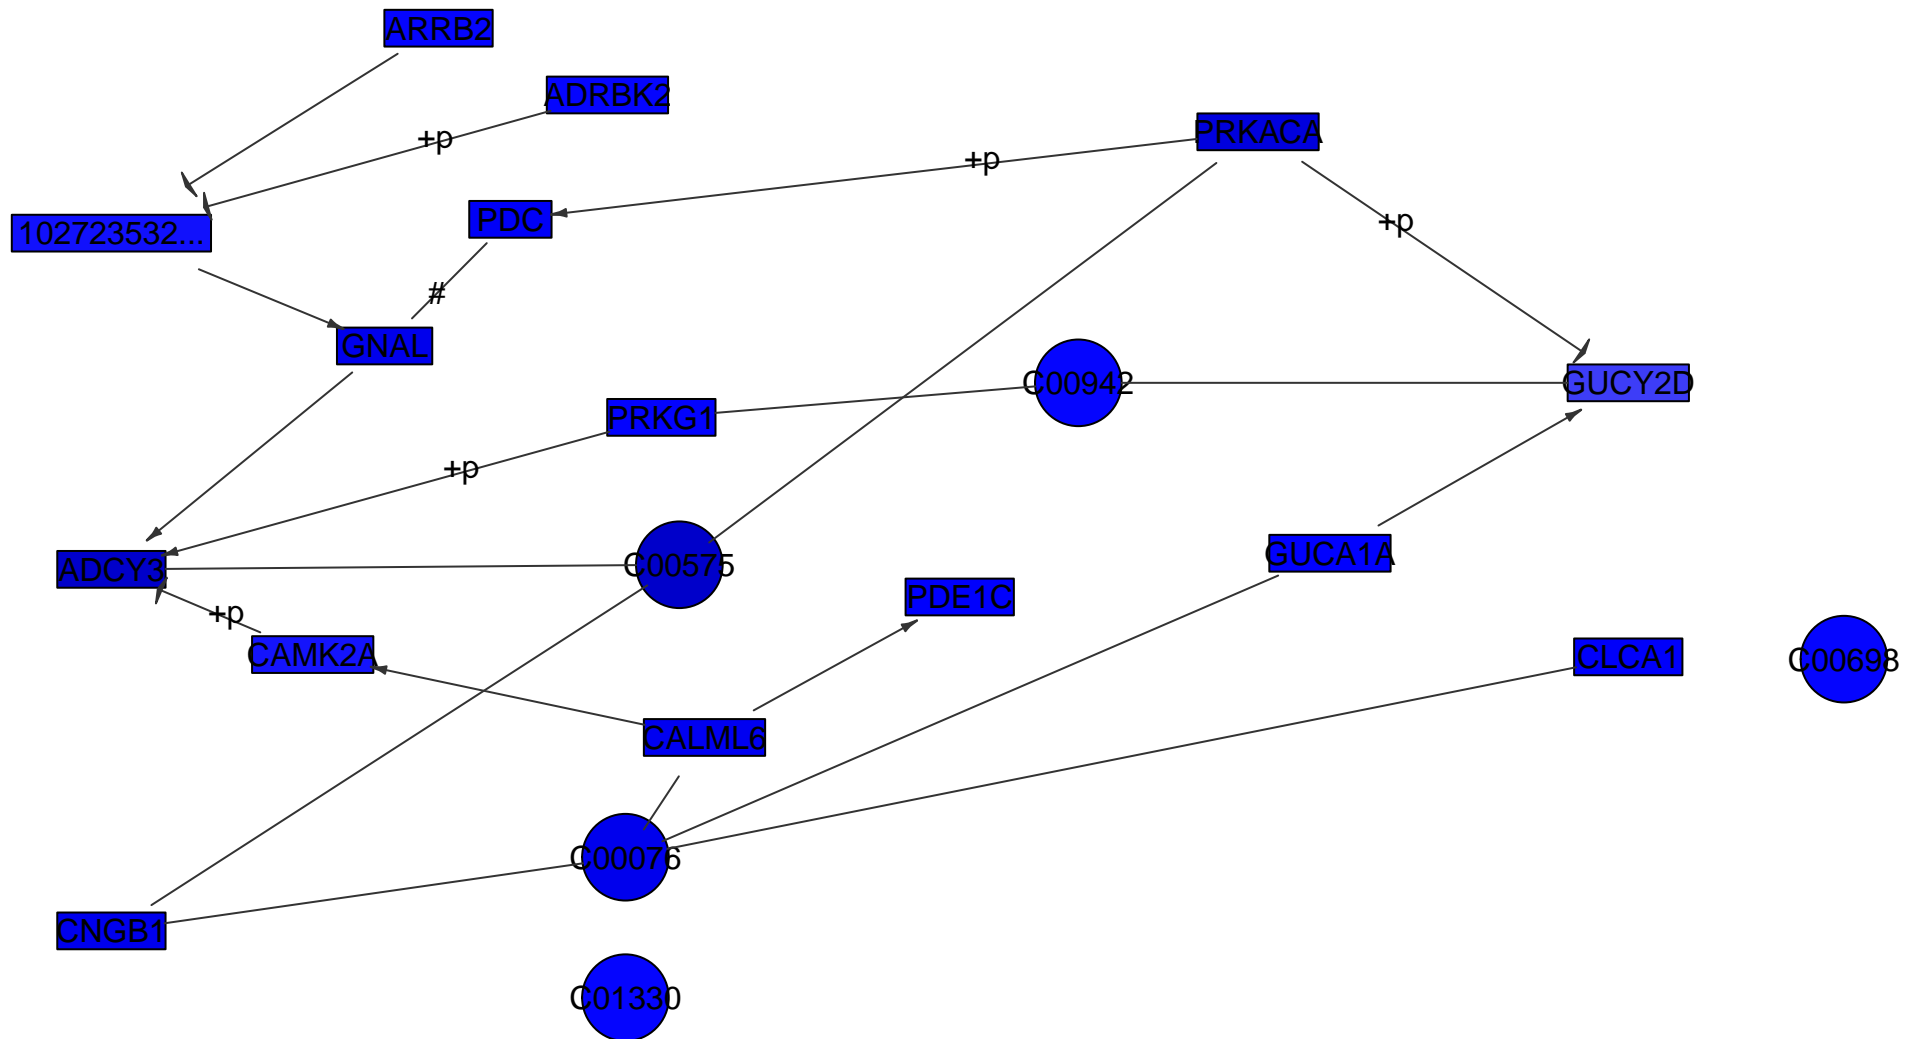 ARRB2
ADRBK2
PRKACA
+p
+p
PDC
+p
102723532...
#
GNAL
C00942
GUCY2D
PRKG1
+p
GUCA1A
C00575
ADCY3
PDE1C
+p
CAMK2A
CLCA1
C00698
CALML6
C00076
CNGB1
C01330